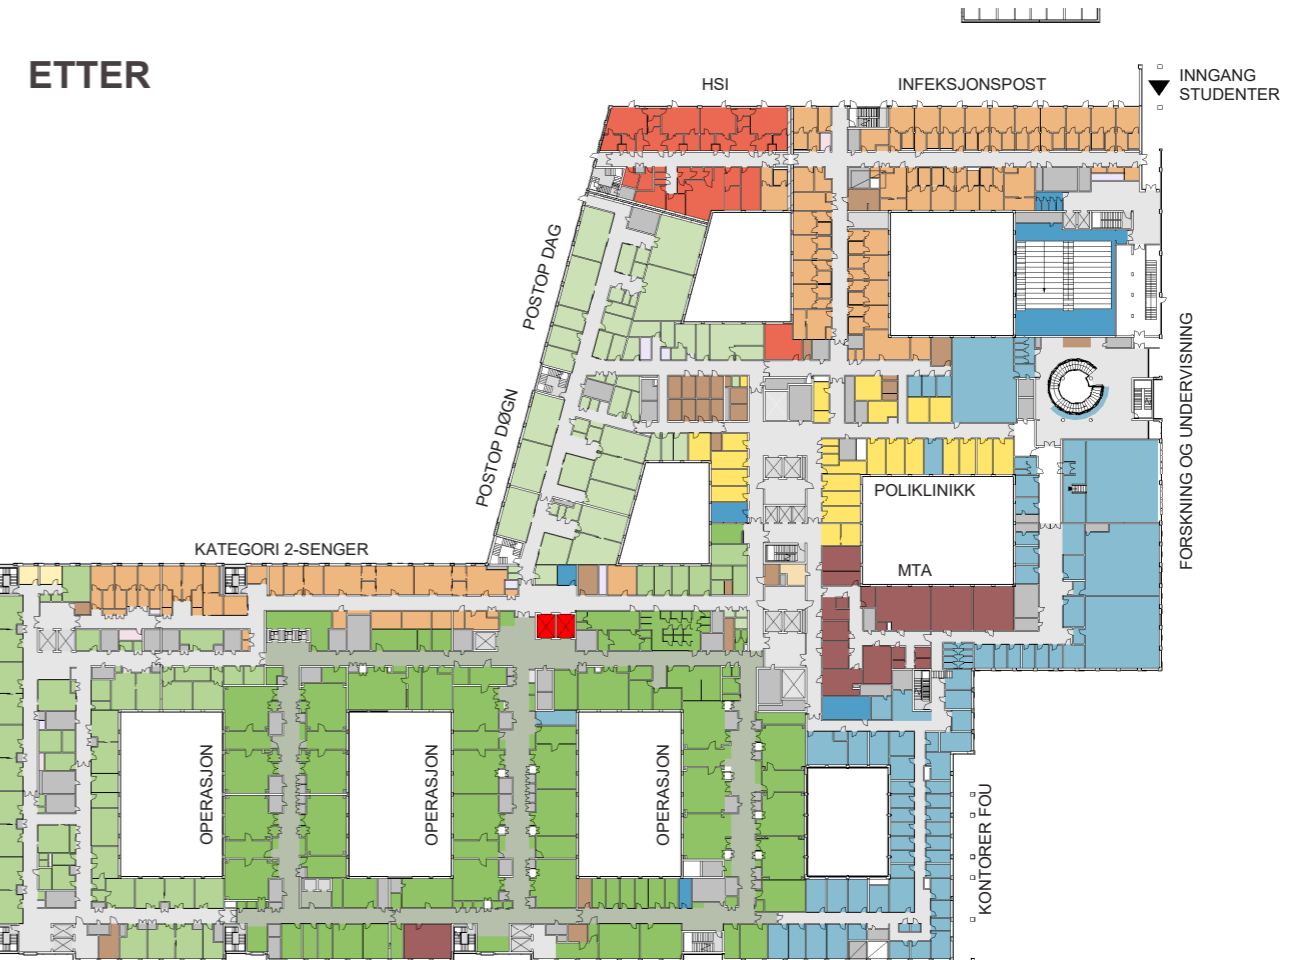 ETTER
HSI
INFEKSJONSPOST
INNGANG
STUDENTER
POSTOP DAG
POSTOP DØGN
FORSKNING OG UNDERVISNING
POLIKLINIKK
KATEGORI 2-SENGER
MTA
OPERASJON
OPERASJON
OPERASJON
KONTORER FOU